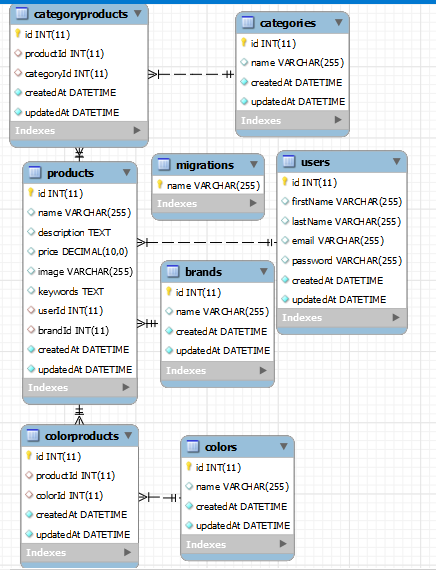 categoryproducts
id INT(11)
productId INT(11)
categoryId INT(11)
createdAt DATETIME
updatedAt DATETIME
Indexes
categories
id INT(11)
name VARCHAR(255)
createdAt DATETIME
updatedAt DATETIME
Indexes
products
id INT(11)
name VARCHAR(255)
description TEXT
price DECIMAL(10,0)
image VARCHAR(255)
keywords TEXT
userId INT(11)
brandId INT(11)
createdAt DATETIME
updatedAt DATETIME
Indexes
migrations
name VARCHAR(255)
Indexes
users
id INT(11)
firstName VARCHAR(255)
lastName VARCHAR(255)
email VARCHAR(255)
password VARCHAR(255)
createdAt DATETIME
updatedAt DATETIME
Indexes
brands
id INT(11)
name VARCHAR(255)
createdAt DATETIME
updatedAt DATETIME
Indexes
colorproducts
id INT(11)
productId INT(11)
colorId INT(11)
createdAt DATETIME
updatedAt DATETIME
Indexes
colors
id INT(11)
name VARCHAR(255)
createdAt DATETIME
updatedAt DATETIME
Indexes